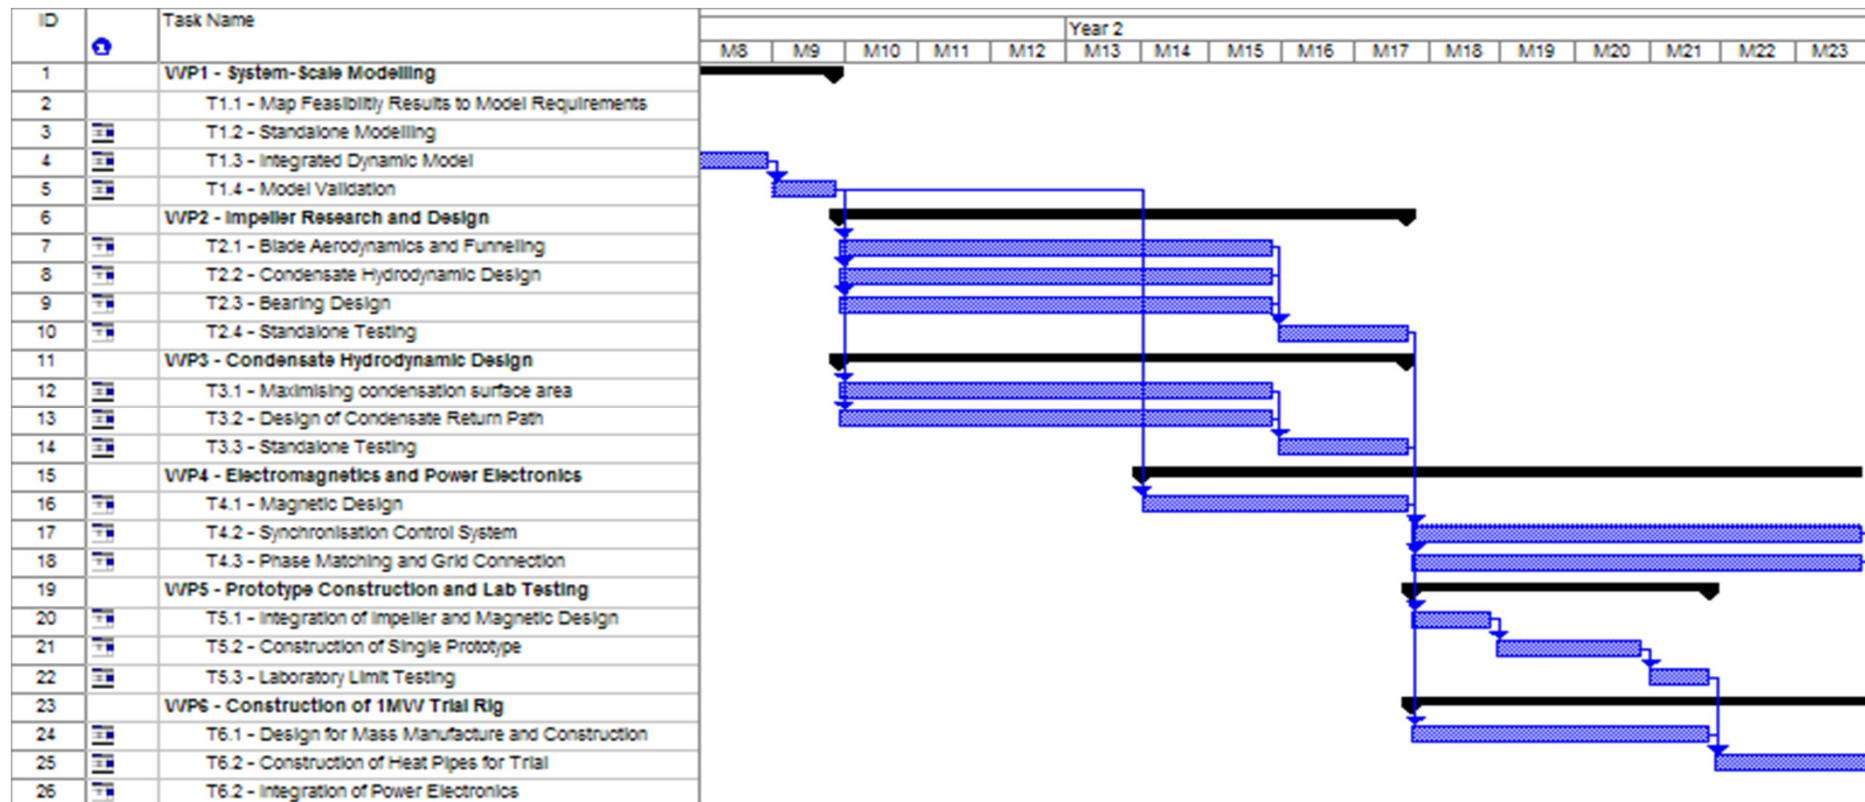 ID Task Name
Year 2
M8 M9 M10 M11 M12 M13 M14 M15 M16 M17 M18 M19 M20 M21 M22 M23
1 WP1 - System-Scale Modelling
2 T1.1 - Map Feasibiltiy Results to Model Requirements
3 T1.2 - Standalone Modelling
4 T1.3 - Integrated Dynamic Model
5 T1.4 - Model Validation
6 WP2 - Impeller Research and Design
7 T2.1 - Blade Aerodynamics and Funneling
8 T2.2 - Condensate Hydrodynamic Design
9 T2.3 - Bearing Design
10 T2.4 - Standalone Testing
11 WP3 - Condensate Hydrodynamic Design
12 T3.1 - Maximising condensation surface area
13 T3.2 - Design of Condensate Return Path
14 T3.3 - Standalone Testing
15 WP4 - Electromagnetics and Power Electronics
16 T4.1 - Magnetic Design
17 T4.2 - Synchronisation Control System
18 T4.3 - Phase Matching and Grid Connection
19 WP5 - Prototype Construction and Lab Testing
20 T5.1 - Integration of Impeller and Magnetic Design
21 T5.2 - Construction of Single Prototype
22 T5.3 - Laboratory Limit Testing
23 WP6 - Construction of 1MW Trial Rig
24 T6.1 - Design for Mass Manufacture and Construction
25 T6.2 - Construction of Heat Pipes for Trial
26 T6.2 - Integration of Power Electronics